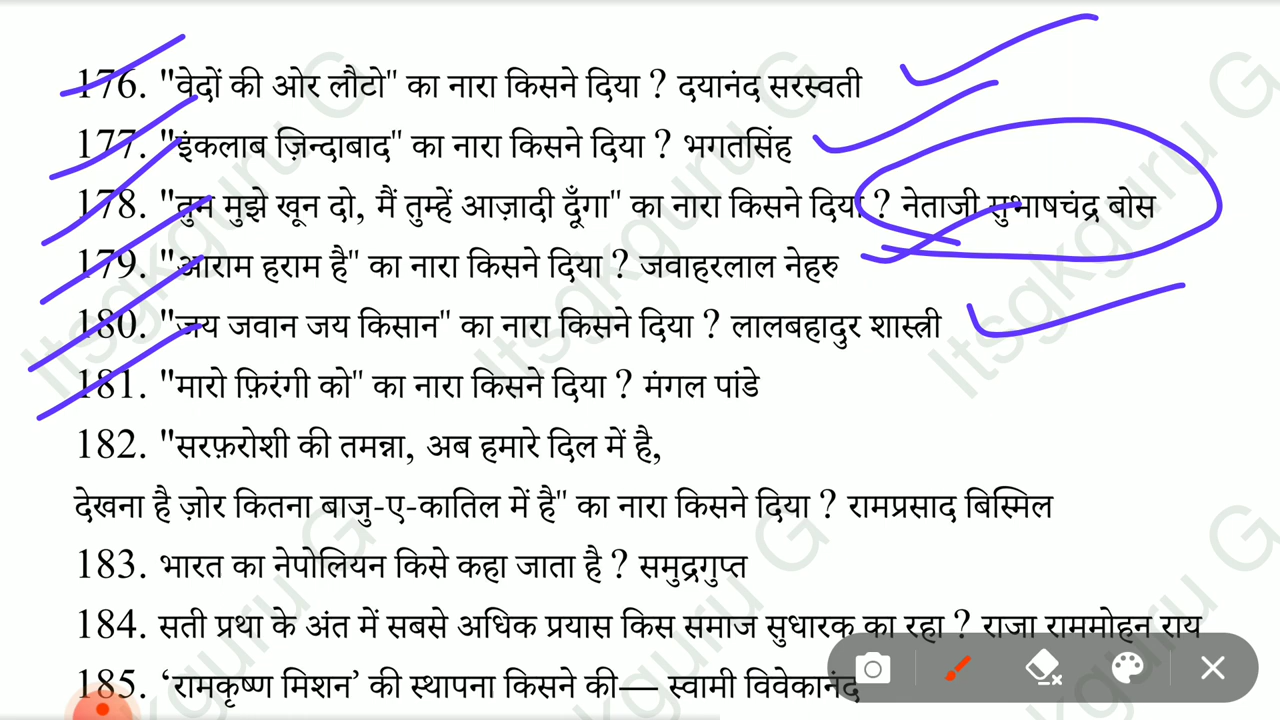 176. "वेदों की ओर लौटो" का नारा किसने दिया ? दयानंद सरस्वती
177. "इंकलाब ज़िन्दाबाद" का नारा किसने दिया ? भगतसिंह
178. "तुम मुझे खून दो, मैं तुम्हें आज़ादी दूँगा" का नारा किसने दिया ? नेताजी सुभाषचंद्र बोस
179. "आराम हराम है" का नारा किसने दिया ? जवाहरलाल नेहरु
180. "जय जवान जय किसान" का नारा किसने दिया ? लालबहादुर शास्त्री
181. "मारो फ़िरंगी को" का नारा किसने दिया ? मंगल पांडे
182. "सरफ़रोशी की तमन्ना, अब हमारे दिल में है,
देखना है ज़ोर कितना बाजु-ए-कातिल में है" का नारा किसने दिया ? रामप्रसाद बिस्मिल
183. भारत का नेपोलियन किसे कहा जाता है ? समुद्रगुप्त
184. सती प्रथा के अंत में सबसे अधिक प्रयास किस समाज सुधारक का रहा ? राजा राममोहन राय
185. ‘रामकृष्ण मिशन’ की स्थापना किसने की— स्वामी विवेकानंद
Itsgkguru G
Itsgkguru G
Itsgkguru G